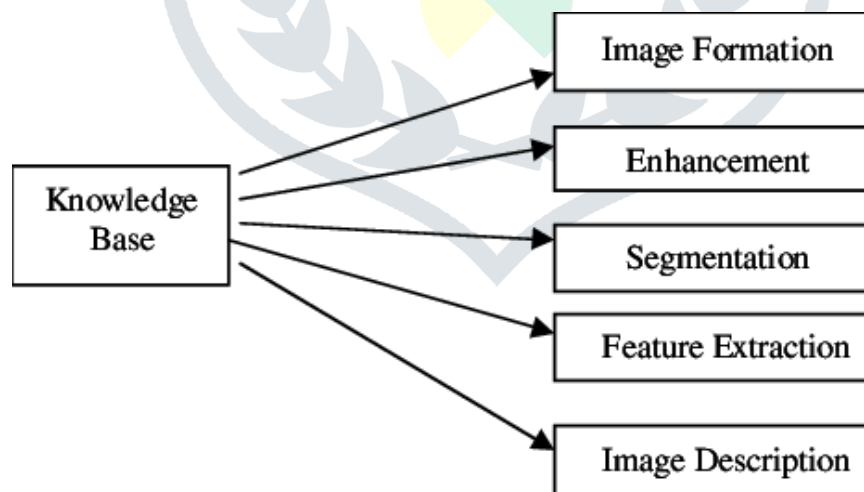 Image Formation
Enhancement
Knowledge
Base
Segmentation
Feature Extraction
Image Description